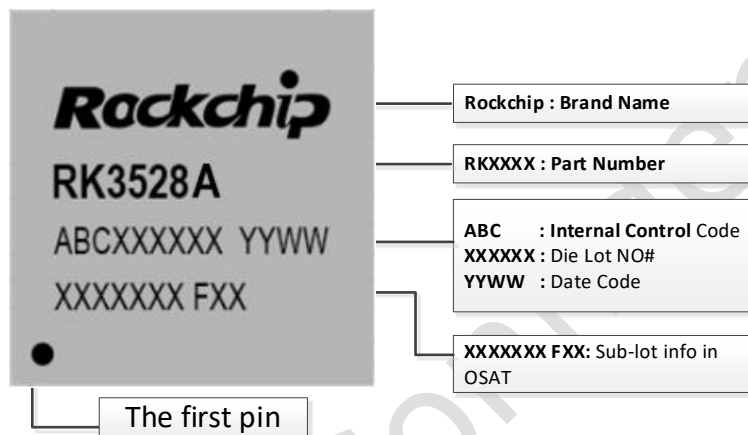 Rockchip
RK3528A
ABCXXXXXX YYWW
XXXXXXX FXX
Rockchip : Brand Name
RKXXXX : Part Number
ABC : Internal Control Code
XXXXXX : Die Lot NO#
YYWW : Date Code
XXXXXXX FXX: Sub-lot info in
OSAT
The first pin